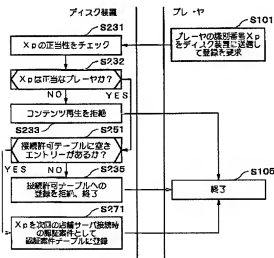 ディスク装置
プレーヤ
S101
プレーヤの識別番号Xp
をディスク装置に送信し
て登録を要求
S231
Xpの正当性をチェック
S232
Xpは正当なプレーヤか?
NO
YES
コンテンツ再生を拒絶
S233
S251
接続許可テーブルに空き
エントリーがあるか?
YES
NO
S235
接続許可テーブルへの
登録を拒絶、終了
S105
終了
S271
Xpを次回の店舗サーバ接続時
の認証案件として
認証案件テーブルに登録